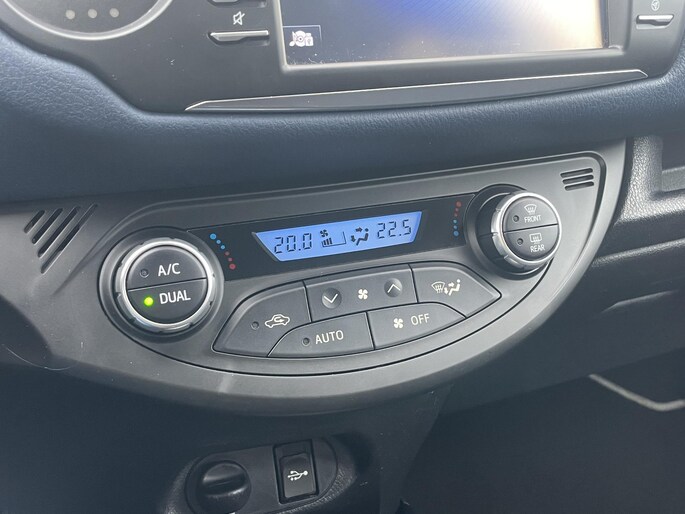 20.0 22.5
FRONT
REAR
A/C
DUAL
AUTO
OFF